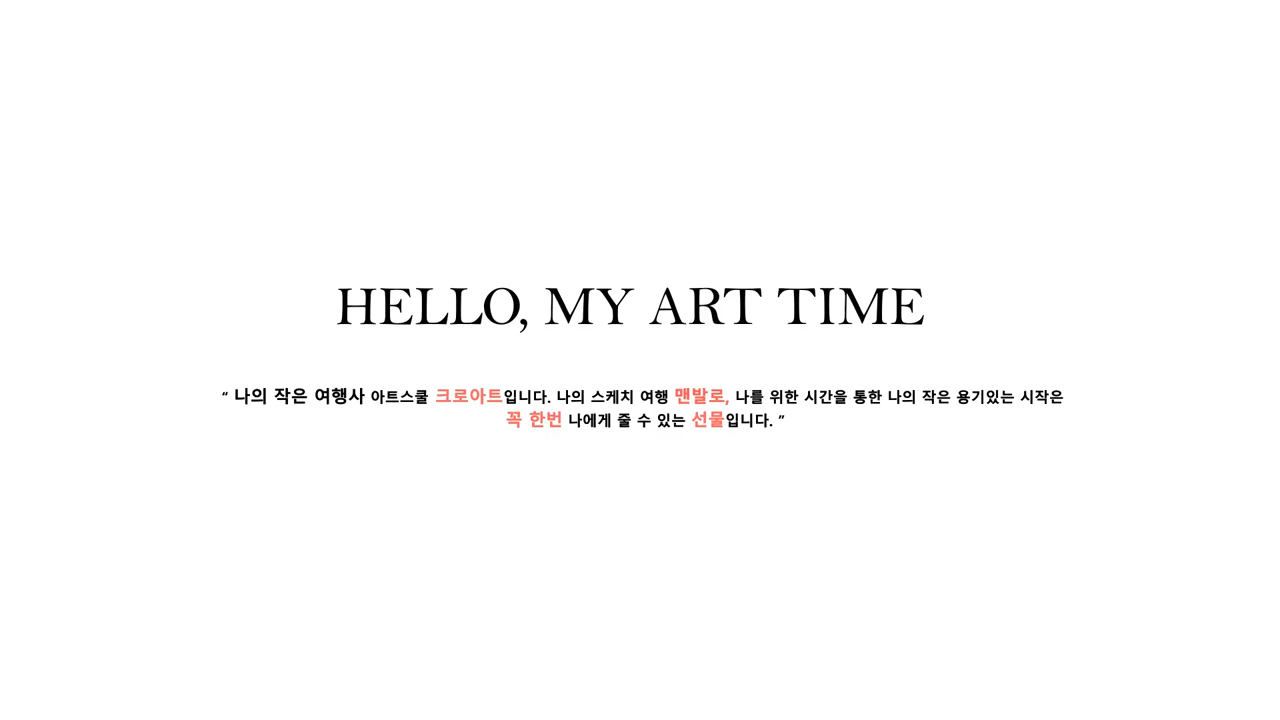 HELLO, MY ART TIME
“ 나의 작은 여행사 아트스쿨 크로아트입니다. 나의 스케치 여행 맨발로, 나를 위한 시간을 통한 나의 작은 용기있는 시작은
꼭 한번 나에게 줄 수 있는 선물입니다. ”